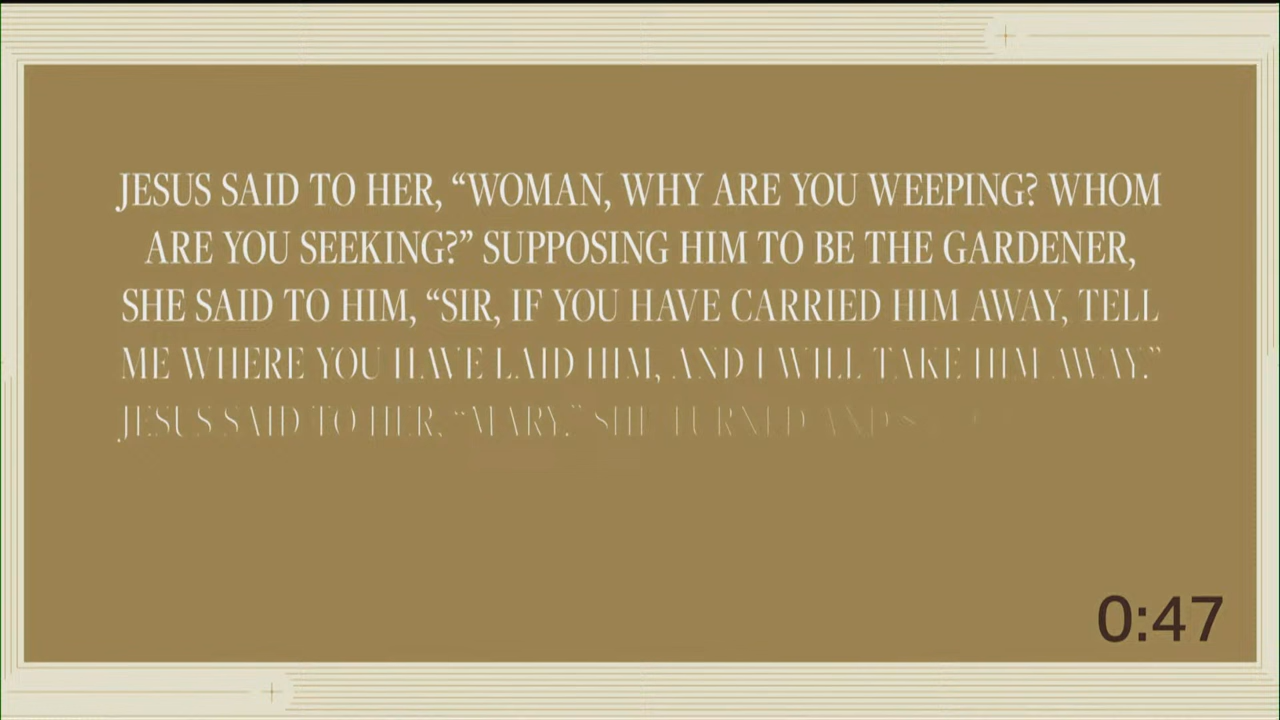 JESUS SAID TO HER, “WOMAN, WHY ARE YOU WEEPING? WHOM
ARE YOU SEEKING?” SUPPOSING HIM TO BE THE GARDENER,
SHE SAID TO HIM, “SIR, IF YOU HAVE CARRIED HIM AWAY, TELL
ME WHERE YOU HAVE LAID HIM, AND I WILL TAKE HIM AWAY.”
JESUS SAID TO HER, “MARY.” SHE TURNED AND
0:47